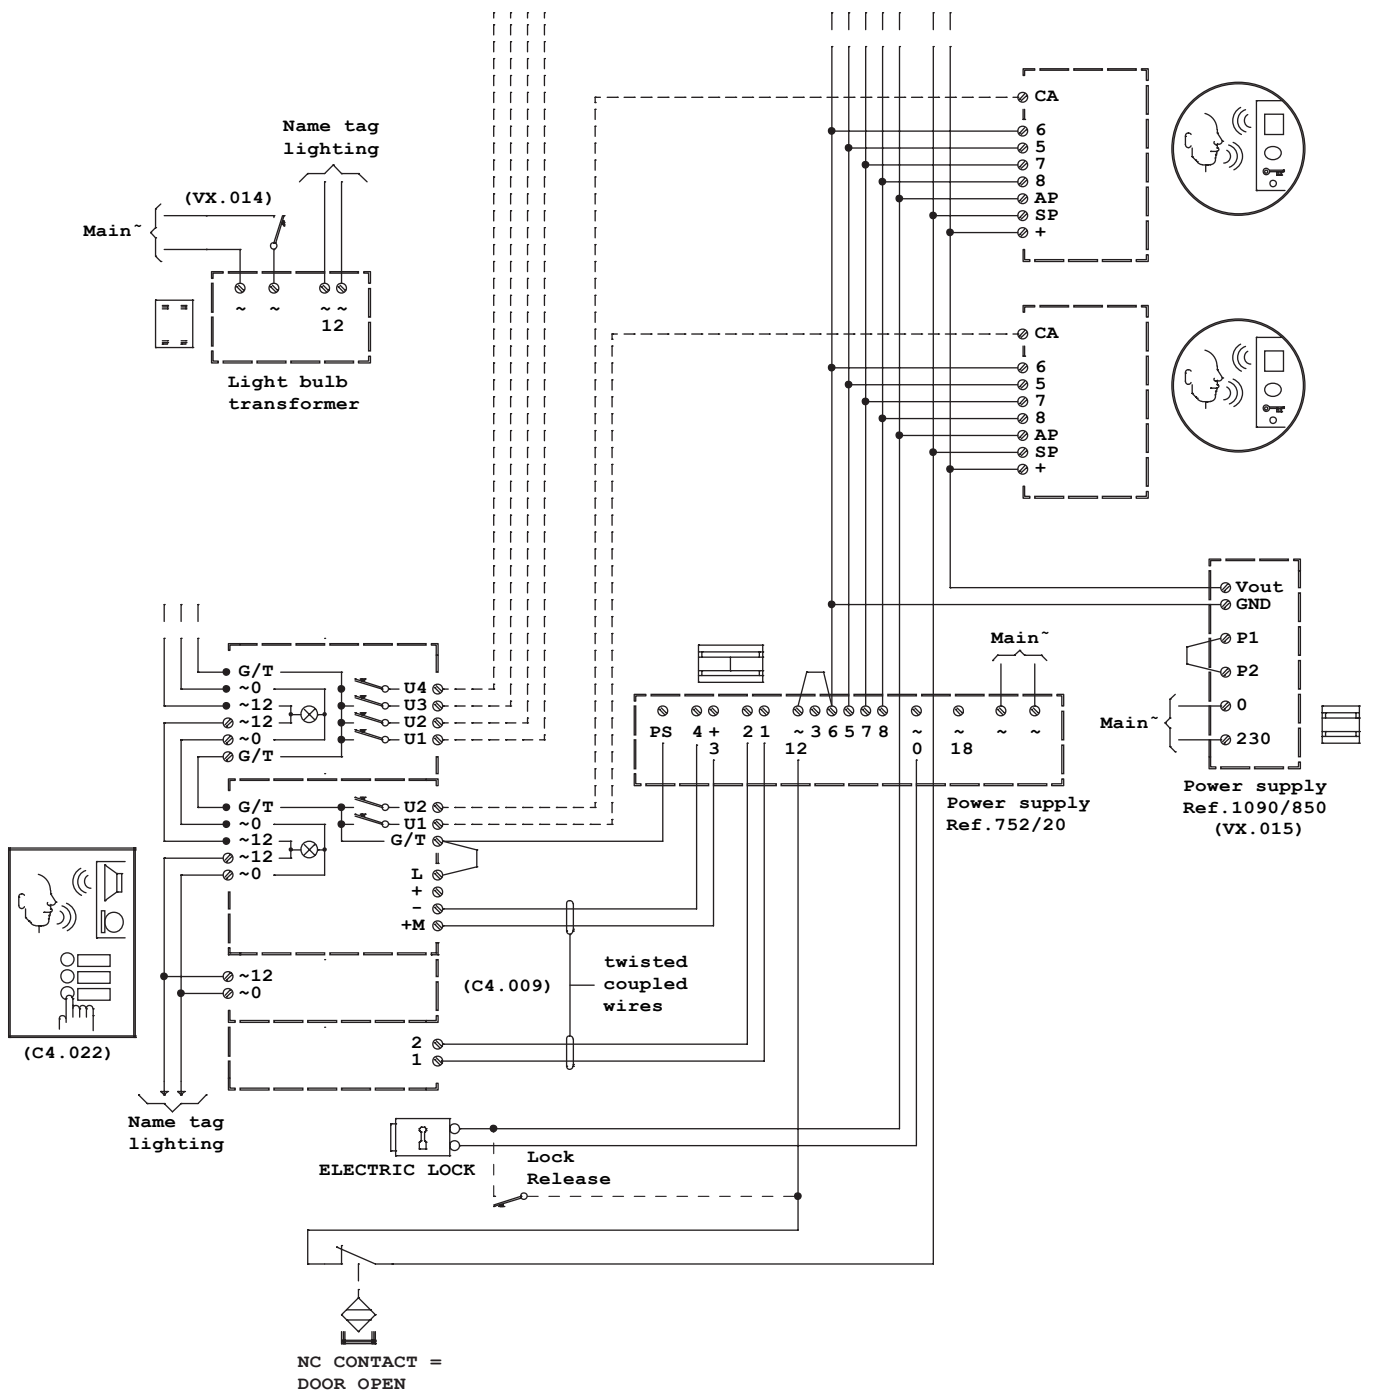 CA
6
5
7
8
AP
SP
+
Name tag
lighting
(VX.014)
Main~
~ ~ ~ ~
12
Light bulb
transformer
CA
6
5
7
8
AP
SP
+
Vout
GND
P1
P2
0
230
Main~
Power supply
Ref.1090/850
(VX.015)
Main~
PS 4 + 2 1 ~ 3 6 5 7 8 ~ ~ ~ ~
3 12 0 18
Power supply
Ref.752/20
G/T
~0 U4
~12 U3
~12 U2
~0 U1
G/T
G/T U2
~0 U1
~12 G/T
~12
~0 L
+
-
+M
~12
~0
2
1
(C4.009)
twisted
coupled
wires
(C4.022)
Name tag
lighting
ELECTRIC LOCK
Lock
Release
NC CONTACT =
DOOR OPEN